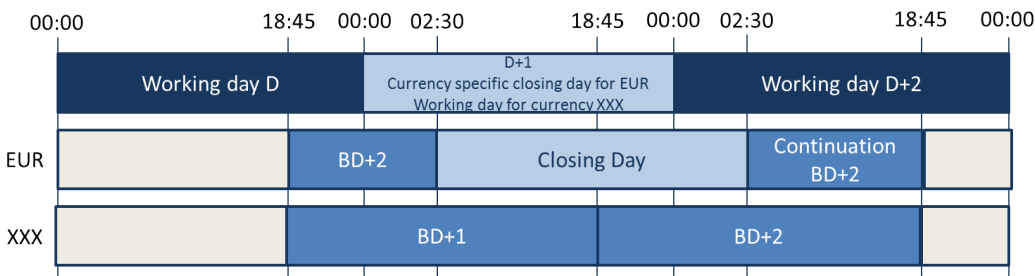 00:00 18:45 00:00 02:30 18:45 00:00 02:30 18:45 00:00
Working day D
D+1
Currency specific closing day for EUR
Working day for currency XXX
Working day D+2
EUR
BD+2
Closing Day
Continuation
BD+2
XXX
BD+1
BD+2